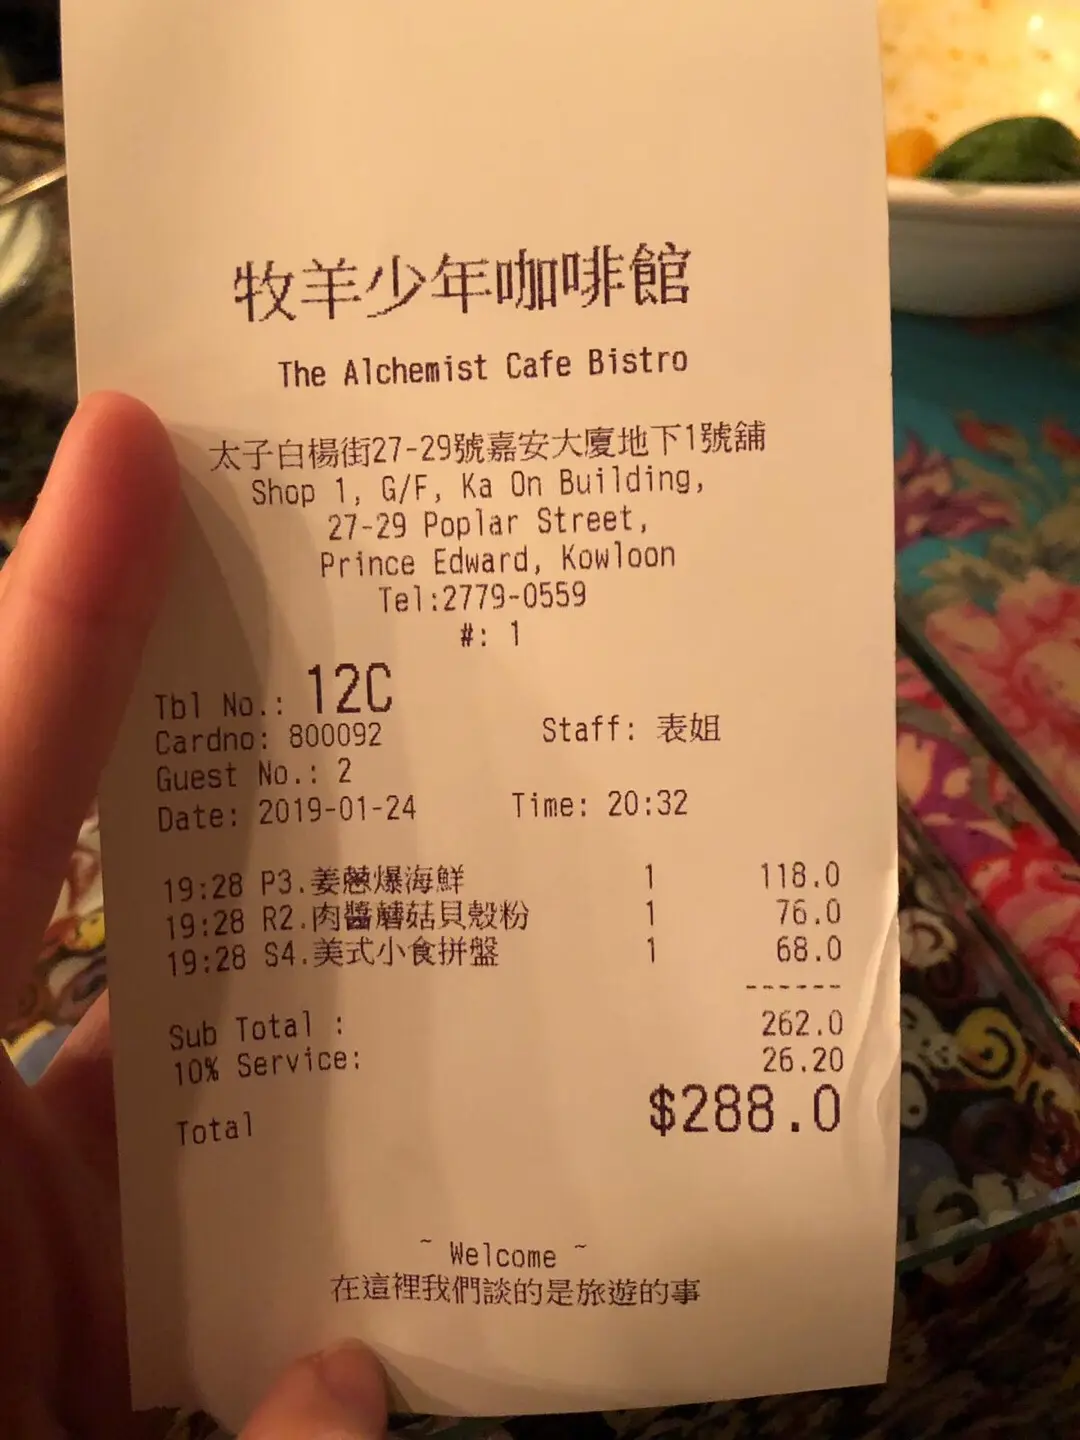 牧羊少年咖啡館
The Alchemist Cafe Bistro
太子白楊街27-29號嘉安大廈地下1號舖
Shop 1, G/F, Ka On Building,
27-29 Poplar Street,
Prince Edward, Kowloon
Tel:2779-0559
#: 1
Tbl No.: 12C
Cardno: 800092 Staff: 表姐
Guest No.: 2
Date: 2019-01-24 Time: 20:32
19:28 P3.姜蔥爆海鮮 1 118.0
19:28 R2.肉醬蘑菇貝殼粉 1 76.0
19:28 S4.美式小食拼盤 1 68.0
------
Sub Total : 262.0
10% Service: 26.20
Total $288.0
~ Welcome ~
在這裡我們談的是旅遊的事